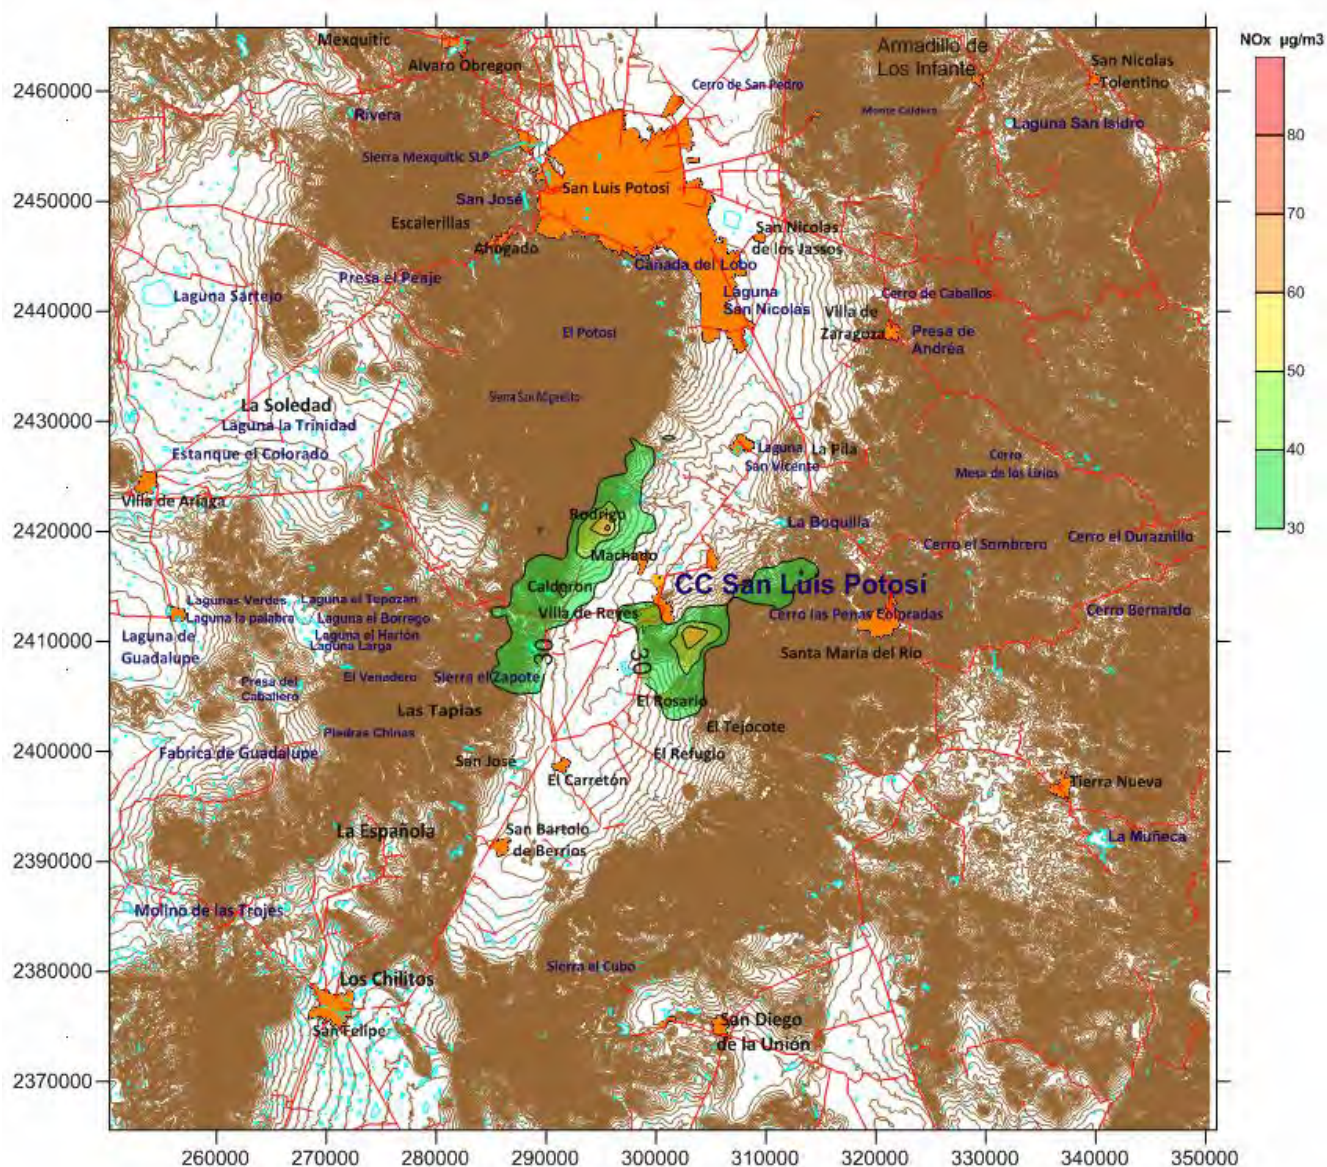 NOx µg/m3
80
70
60
50
40
30
2460000
2450000
2440000
2430000
2420000
2410000
2400000
2390000
2380000
2370000
260000
270000
280000
290000
300000
310000
320000
330000
340000
350000
Mexquitic
Alvaro Obregon
Armadillo de
Los Infante
San Nicolas
Tolentino
Cerro de San Pedro
Monte Caldera
Rivera
Laguna San Isidro
Sierra Mexquitic SLP
San Luis Potosi
San José
Escalerillas
Ahogado
San Nicolas
de los Jassos
Cañada del Lobo
Presa el Peaje
Laguna Sartejo
Laguna
San Nicolás
Cerro de Caballos
Villa de
Zaragoza
Presa de
Andréa
El Potosi
Sierra San Miguelito
La Soledad
Laguna la Trinidad
Estanque el Colorado
Laguna
San Vicente
La Pila
Cerro
Mesa de los Lirios
Villa de Ariaga
Rodrigo
La Boquilla
Machado
Cerro el Sombrero
Cerro el Duraznillo
Calderon
CC San Luis Potosi
Lagunas Verdes
Laguna el Tepozan
Laguna la palabra
Laguna el Borrego
Villa de Reyes
Cerro las Penas Colpradas
Cerro Bernardo
Laguna de
Guadalupe
Laguna el Hartón
Laguna Larga
30
30
Santa María del Río
Presa del
Caballero
El Venadero
Sierra el Zapote
El Rosario
Las Tapias
El Tejocote
Piedras Chinas
Fabrica de Guadalupe
San José
El Refugio
El Carretón
Tierra Nueva
La Española
San Bartolo
de Berrios
La Muñeca
Molino de las Trojes
Sierra el Cubo
Los Chilitos
San Felipe
San Diego
de la Unión